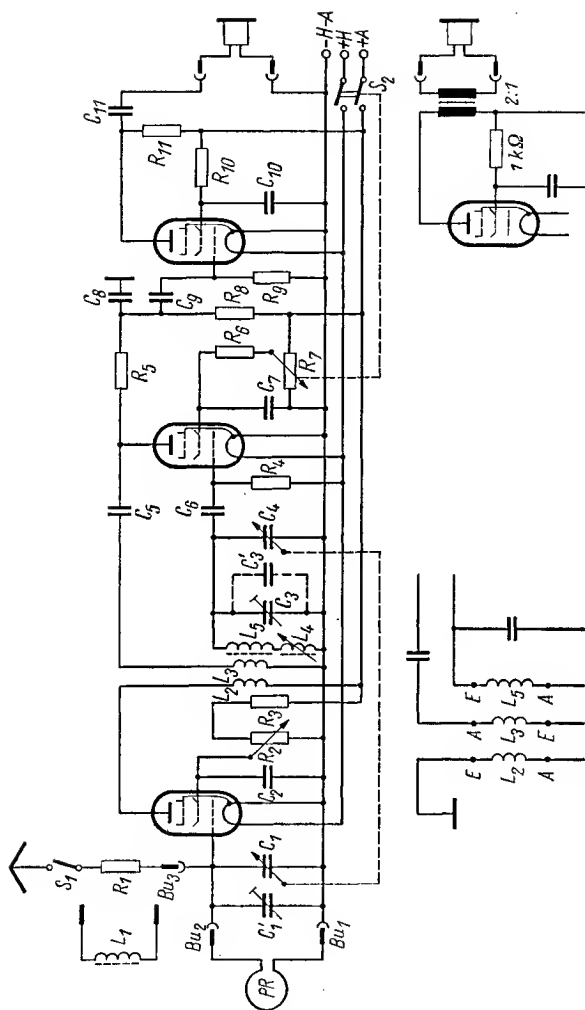 L₁
S₁
R₁
Bu₃
Bu₂
PR
Bu₁
C'₁
C₁
C₂
R₂
R₃
L₂
L₃
L₅
L₄
C₃
C'₃
C₄
C₅
C₆
R₄
C₇
R₅
R₆
R₇
C₈
C₉
R₈
R₉
C₁₀
R₁₀
R₁₁
C₁₁
S₂
-H-A
+H
+A
E A E
L₂ L₃ L₅
A E A
1 kΩ
2:1